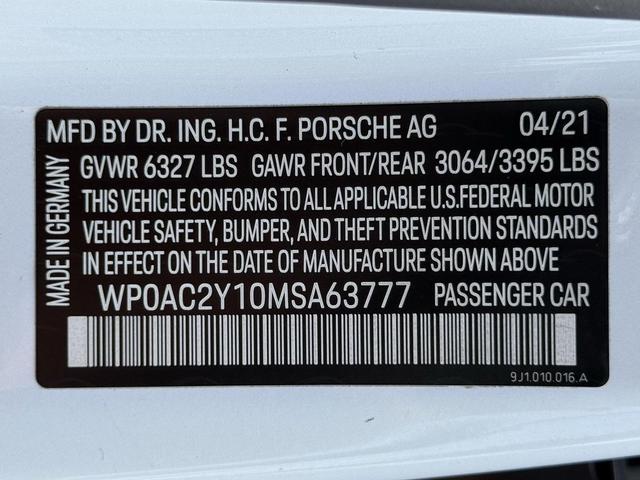 MFD BY DR. ING. H.C. F. PORSCHE AG 04/21
GVWR 6327 LBS GAWR FRONT/REAR 3064/3395 LBS
THIS VEHICLE CONFORMS TO ALL APPLICABLE U.S.FEDERAL MOTOR
VEHICLE SAFETY, BUMPER, AND THEFT PREVENTION STANDARDS
IN EFFECT ON THE DATE OF MANUFACTURE SHOWN ABOVE
WP0AC2Y10MSA63777 PASSENGER CAR
MADE IN GERMANY
9J1.010.016.A